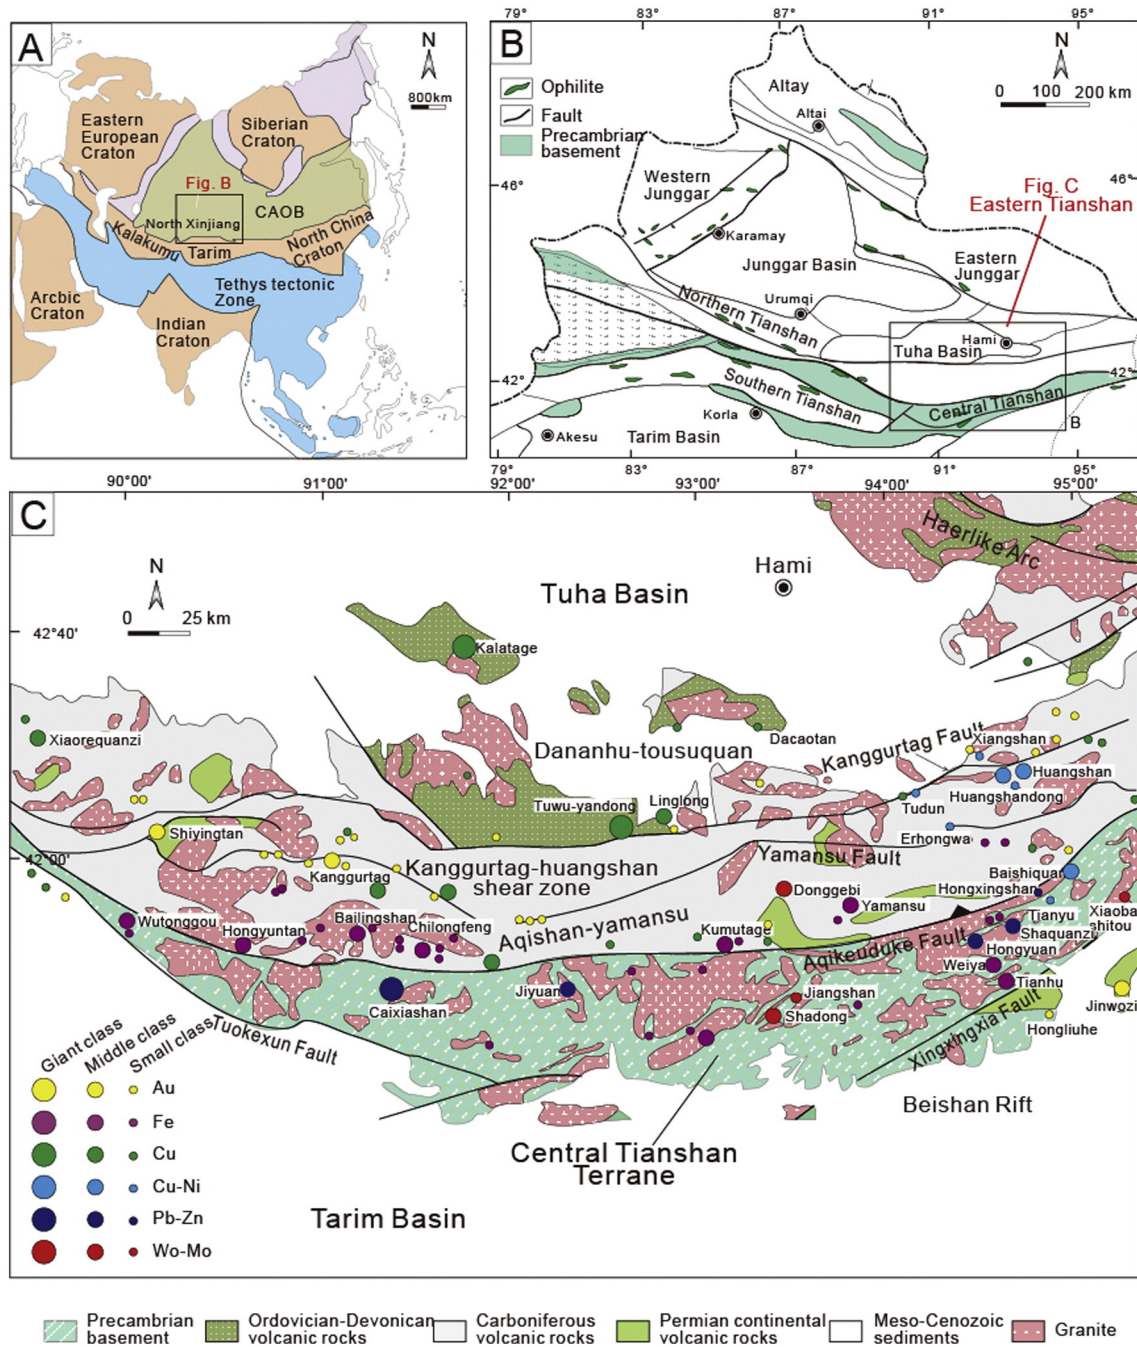 A
N
800km
Eastern
European
Craton
Siberian
Craton
Fig. B
CAOB
North Xinjiang
Kalakumu
Tarim
North China
Craton
Tethys tectonic
Zone
Arcbic
Craton
Indian
Craton
79°
83°
87°
91°
95°
B
N
0 100 200 km
Ophilite
Fault
Precambrian
basement
Altay
Altai
46°
46°
Western
Junggar
Fig. C
Eastern Tianshan
Karamay
Junggar Basin
Eastern
Junggar
Urumqi
Northern Tianshan
Hami
Tuha Basin
42°
42°
Southern Tianshan
Central Tianshan
Korla
B
Akesu
Tarim Basin
79°
83°
87°
91°
95°
90°00'
91°00'
92°00'
93°00'
94°00'
95°00'
C
N
0 25 km
42°40'
42°00'
Haerlike Arc
Hami
Tuha Basin
Kalatage
Xiaorequanzi
Dananhu-tousuquan
Dacaotan
Kanggurtag Fault
Xiangshan
Huangshan
Huangshandong
Tuwu-yandong
Linglong
Tudun
Shiyingtan
Erhongwa
Kanggurtag
Kanggurtag-huangshan
shear zone
Yamansu Fault
Baishiquan
Donggebi
Hongxingshan
Yamansu
Wutonggou
Hongyuntan
Bailingshan
Chilongfeng
Aqishan-yamansu
Kumutage
Tianyu
Xiaoba
shitou
Shaquanzi
Aqikeuduke Fault
Hongyuan
Weiya
Tianhu
Jiyuan
Caixiashan
Jiangshan
Shadong
Jinwozi
Xingxingxia Fault
Hongliuhe
Tuokexun Fault
Beishan Rift
Central Tianshan
Terrane
Tarim Basin
Giant class
Middle class
Small class
Au
Fe
Cu
Cu-Ni
Pb-Zn
Wo-Mo
Precambrian
basement
Ordovician-Devonican
volcanic rocks
Carboniferous
volcanic rocks
Permian continental
volcanic rocks
Meso-Cenozoic
sediments
Granite